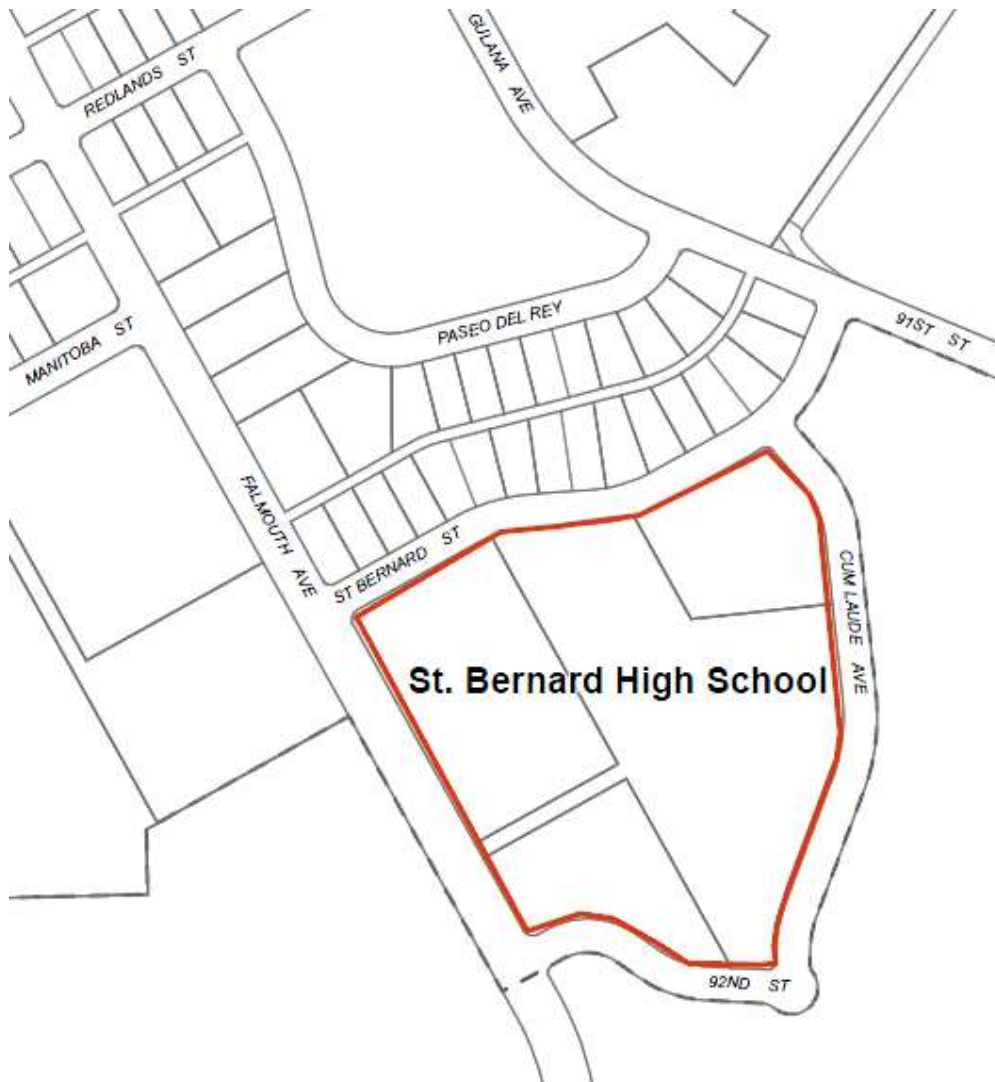 GULANA AVE
REDLANDS ST
PASEO DEL REY
91ST ST
MANITOBA ST
FALMOUTH AVE
ST BERNARD ST
CUM LAUDE AVE
St. Bernard High School
92ND ST